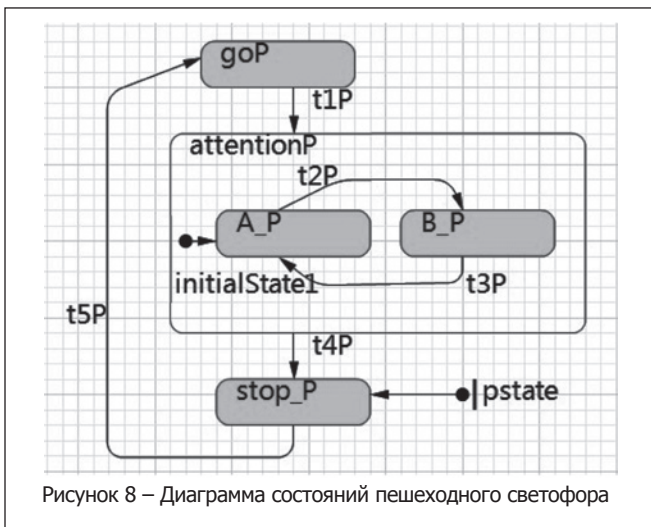 goP
t1P
attentionP
t2P
A_P
B_P
initialState1
t3P
t5P
t4P
stop_P
pstate
Рисунок 8 – Диаграмма состояний пешеходного светофора